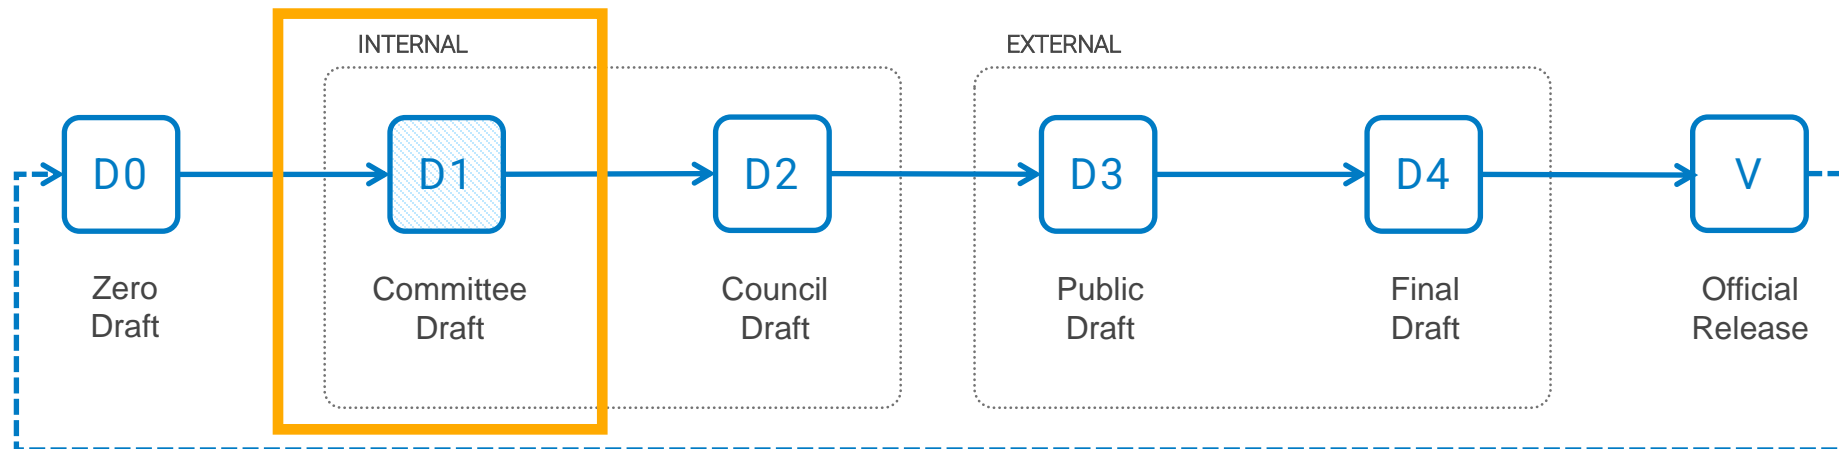 INTERNAL
EXTERNAL
D0
D1
D2
D3
D4
V
Zero
Draft
Committee
Draft
Council
Draft
Public
Draft
Final
Draft
Official
Release